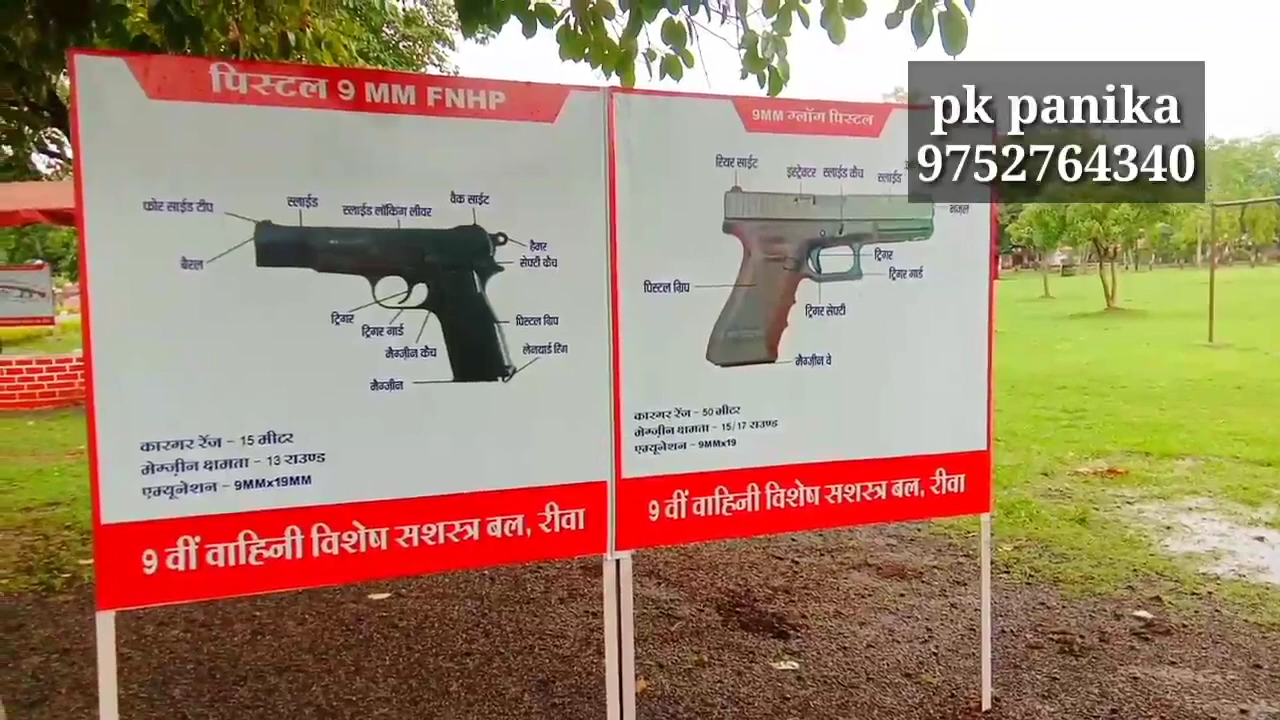 पिस्टल 9 MM FNHP
फोर साईड टीप
स्लाईड
स्लाईड लॉकिंग लीवर
वैक साईट
बैरल
हैमर
सेफ्टी कैच
ट्रिगर
ट्रिगर गार्ड
पिस्टल ग्रिप
मैग्ज़ीन कैच
लेनयार्ड रिंग
मैग्ज़ीन
कारगर रेंज - 15 मीटर
मेग्ज़ीन क्षमता - 13 राउण्ड
एम्यूनेशन - 9MMx19MM
9 वीं वाहिनी विशेष सशस्त्र बल, रीवा
9MM ग्लॉग पिस्टल
रियर साईट
इंस्ट्रेक्टर
स्लाईड कैच
स्लाईड
ट्रिगर
ट्रिगर गार्ड
पिस्टल ग्रिप
ट्रिगर सेफ्टी
मैग्ज़ीन वे
कारगर रेंज - 50 मीटर
मेग्ज़ीन क्षमता - 15/17 राउण्ड
एम्यूनेशन - 9MMx19
9 वीं वाहिनी विशेष सशस्त्र बल, रीवा
pk panika
9752764340